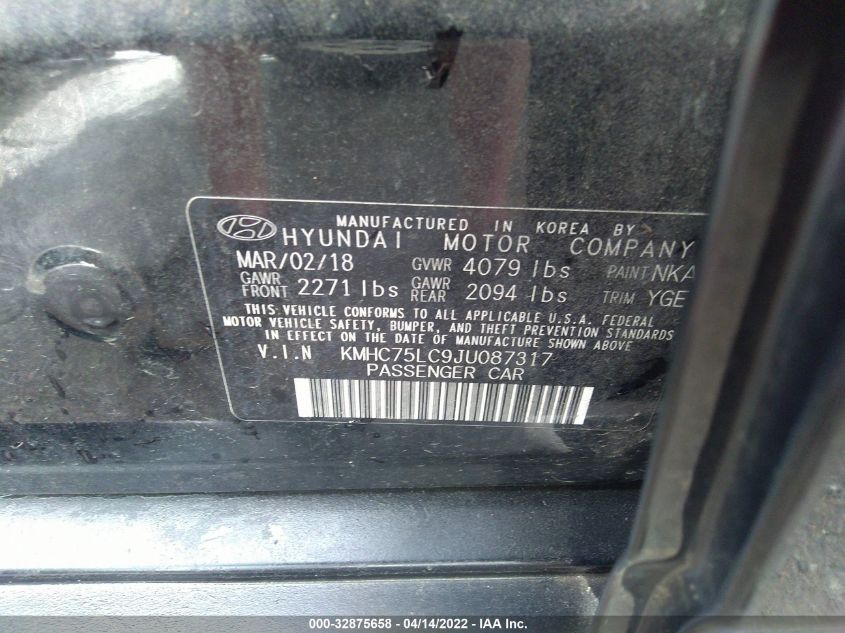 MANUFACTURED IN KOREA BY
HYUNDAI MOTOR COMPANY
MAR/02/18 GVWR 4079 lbs PAINT NKA
GAWR FRONT 2271 lbs GAWR REAR 2094 lbs TRIM YGE
THIS VEHICLE CONFORMS TO ALL APPLICABLE U.S.A. FEDERAL
MOTOR VEHICLE SAFETY, BUMPER, AND THEFT PREVENTION STANDARDS
IN EFFECT ON THE DATE OF MANUFACTURE SHOWN ABOVE
V.I.N KMHC75LC9JU087317
PASSENGER CAR
000-32875658 - 04/14/2022 - © IAA Inc.